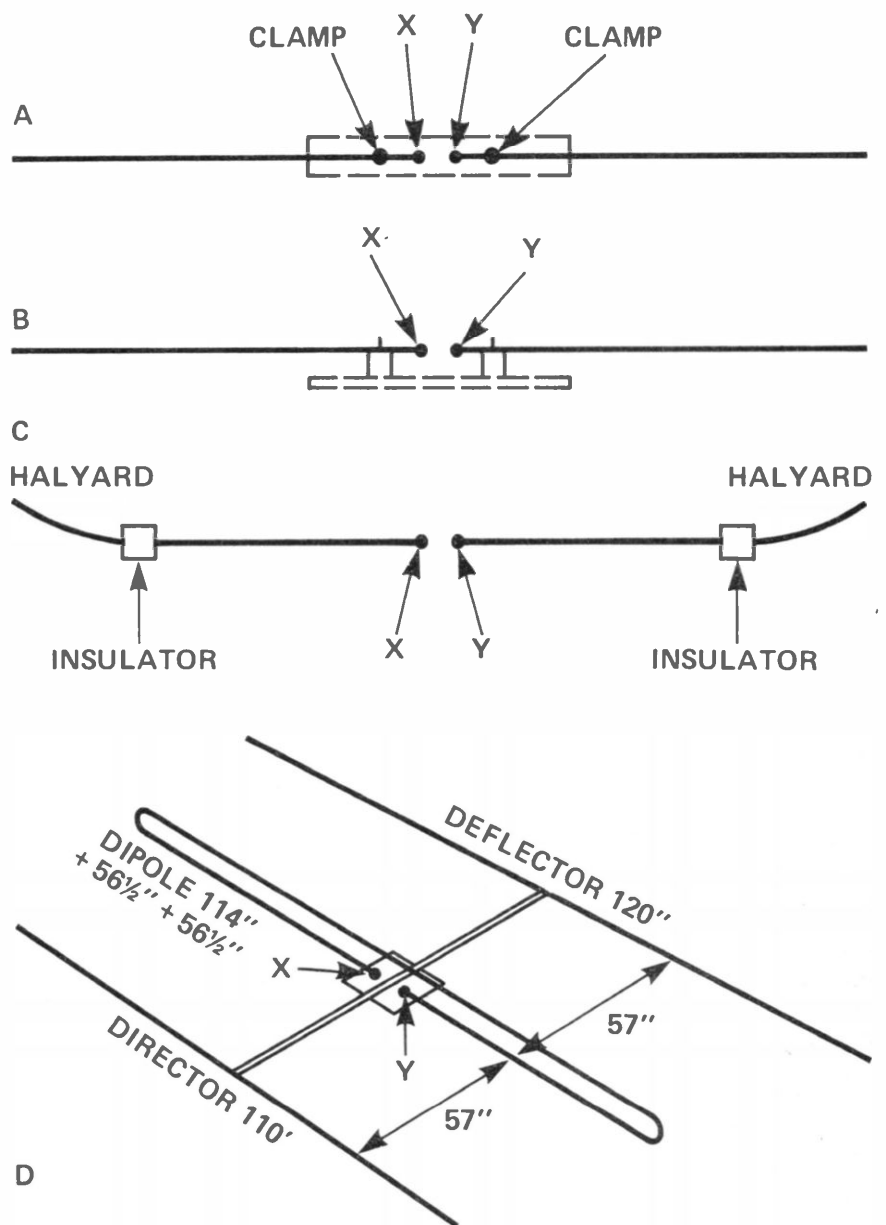 CLAMP X Y CLAMP
A
X Y
B
C
HALYARD HALYARD
X Y
INSULATOR INSULATOR
DEFLECTOR 120"
DIPOLE 114"
+ 56½" + 56½"
X
57"
Y
DIRECTOR 110'
57"
D